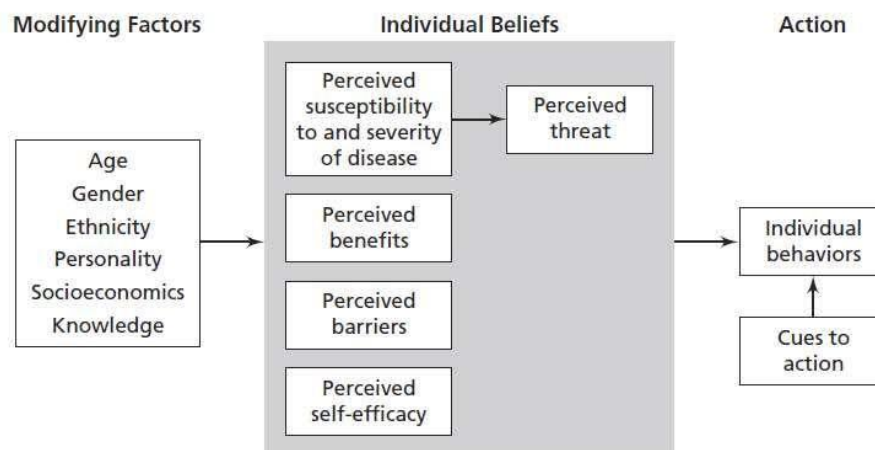 Modifying Factors
Individual Beliefs
Action
Age
Gender
Ethnicity
Personality
Socioeconomics
Knowledge
Perceived
susceptibility
to and severity
of disease
Perceived
threat
Perceived
benefits
Perceived
barriers
Perceived
self-efficacy
Individual
behaviors
Cues to
action